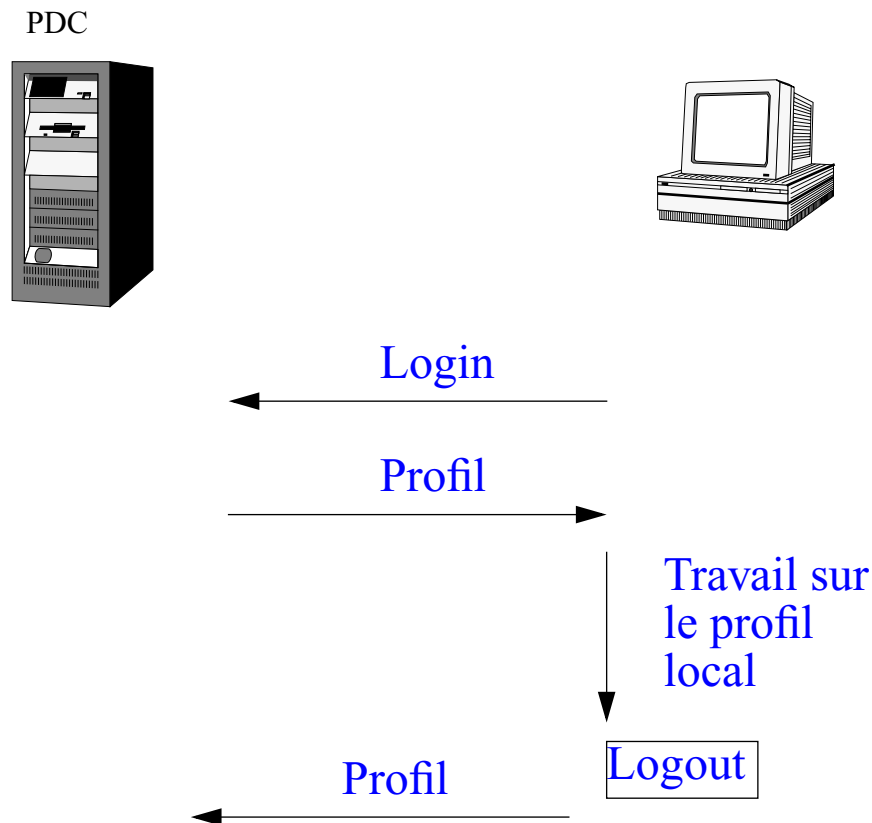 PDC
Login
Profil
Travail sur
le profil
local
Logout
Profil